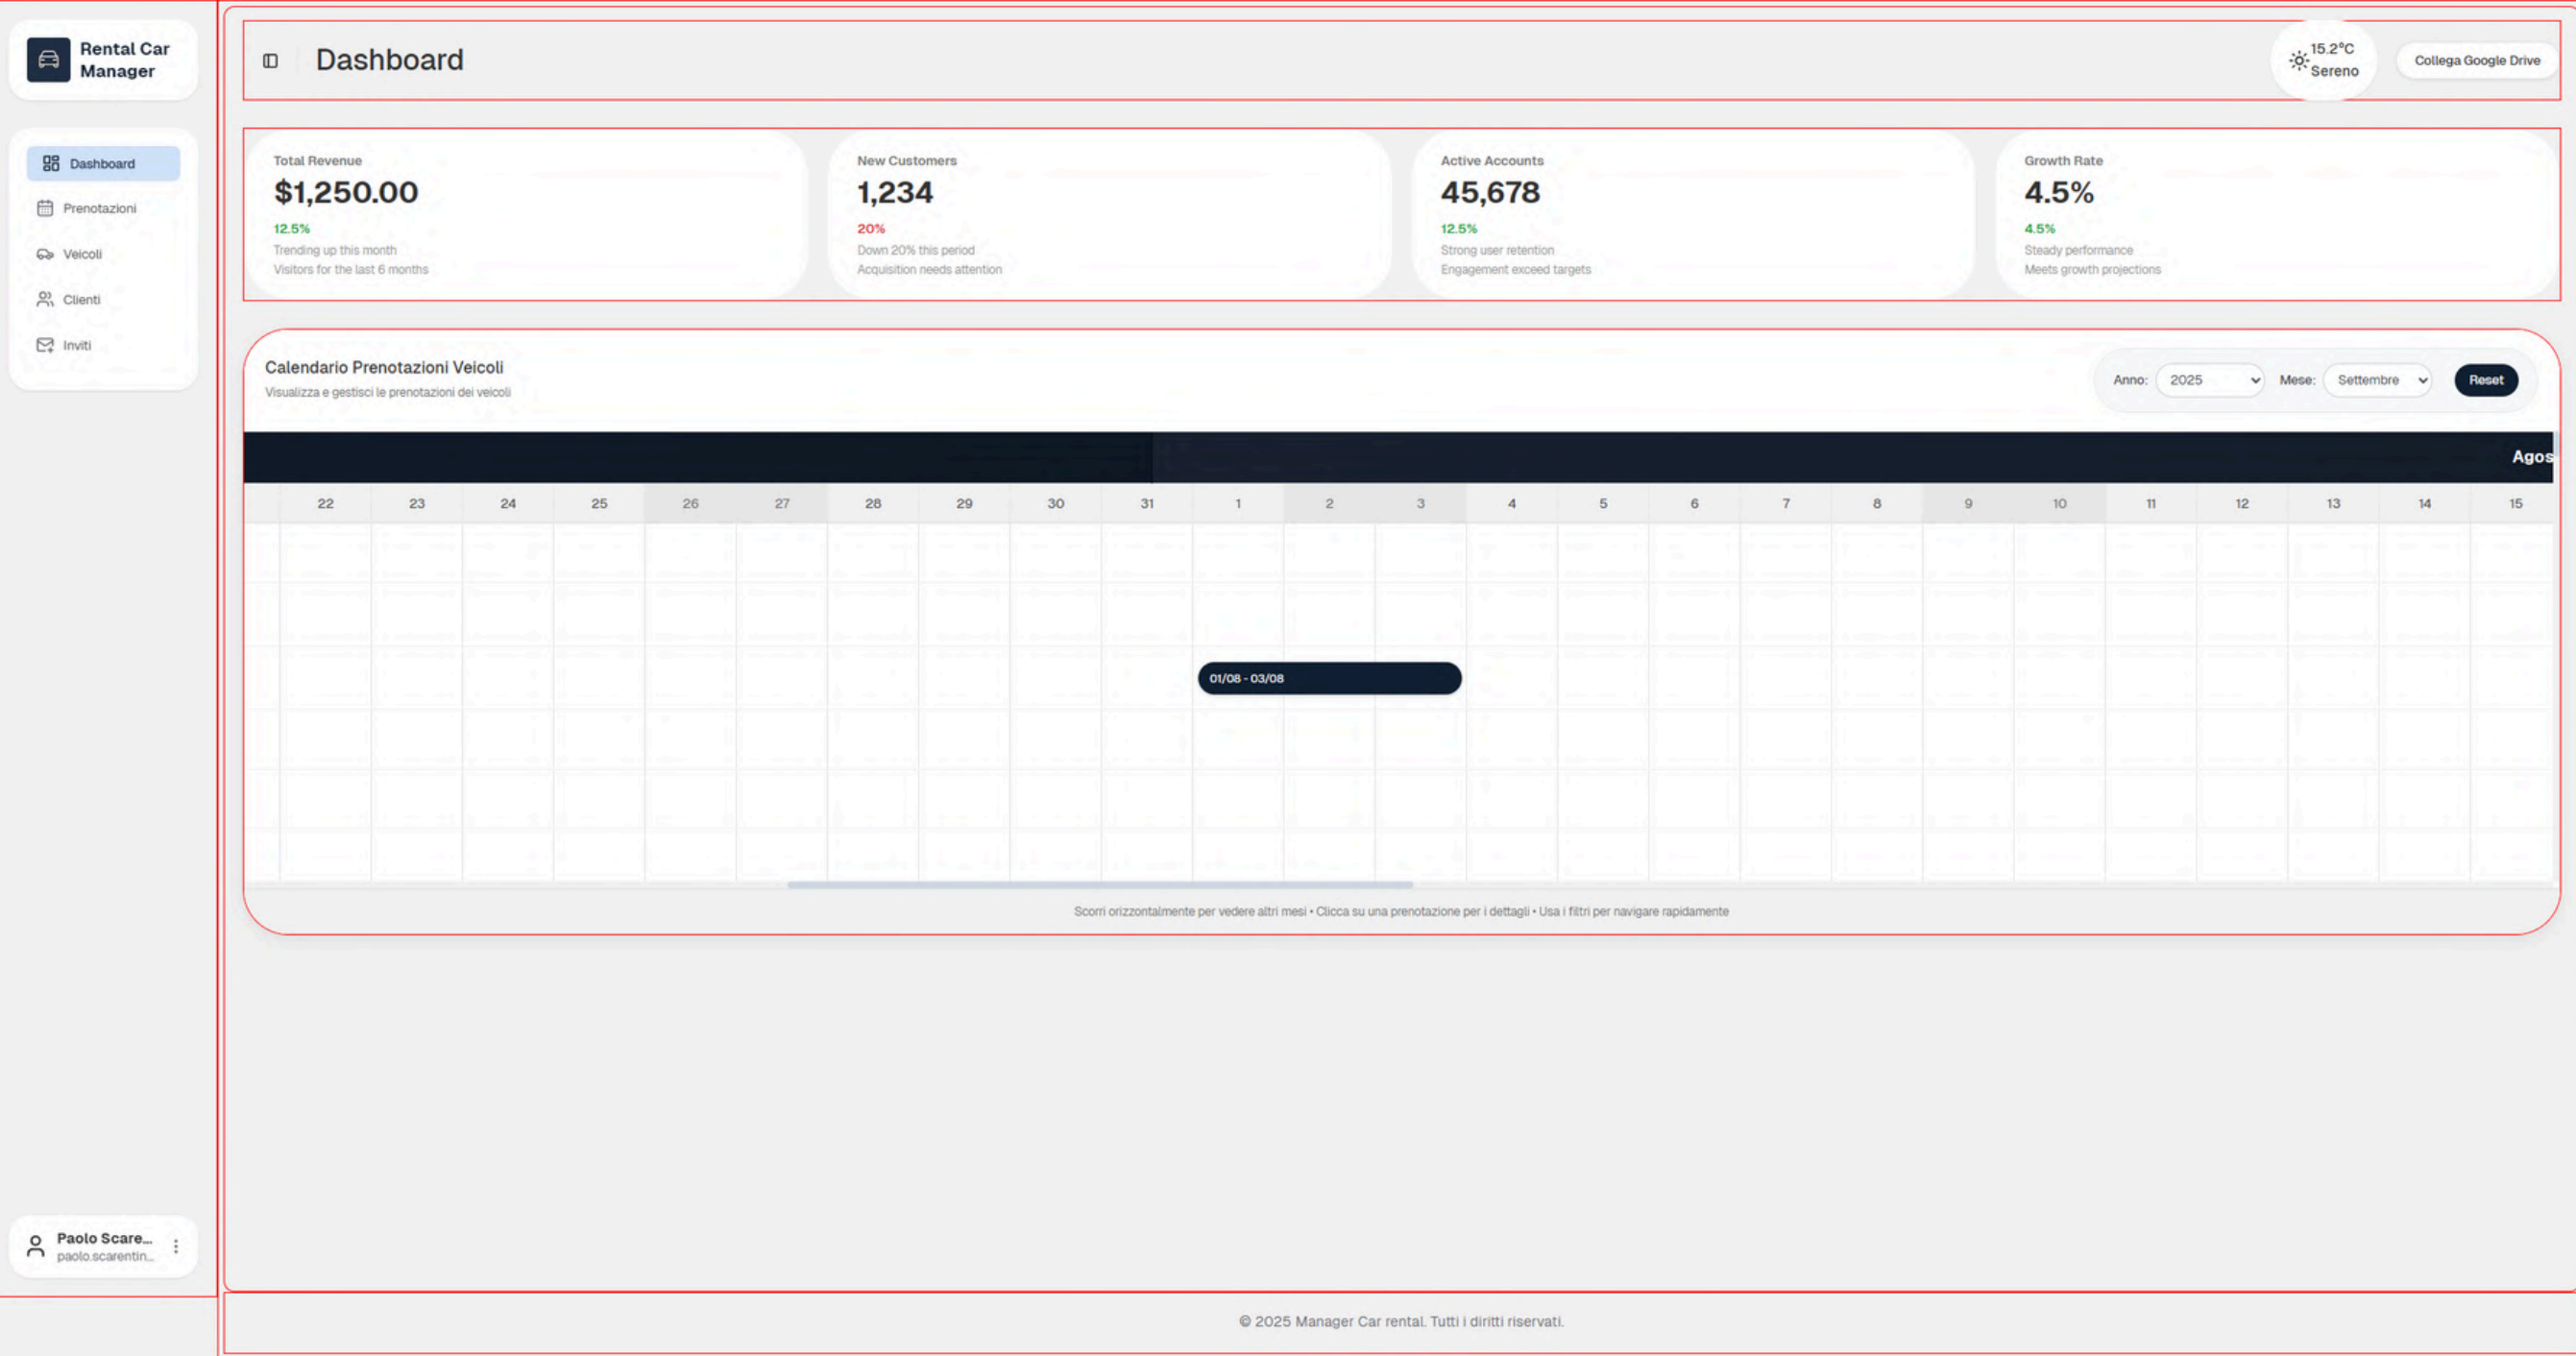 Rental Car
Manager
Dashboard
Prenotazioni
Veicoli
Clienti
Inviti
Paolo Scare...
paolo.scarentin...
Dashboard
15.2°C
Sereno
Collega Google Drive
Total Revenue
$1,250.00
12.5%
Trending up this month
Visitors for the last 6 months
New Customers
1,234
20%
Down 20% this period
Acquisition needs attention
Active Accounts
45,678
12.5%
Strong user retention
Engagement exceed targets
Growth Rate
4.5%
4.5%
Steady performance
Meets growth projections
Calendario Prenotazioni Veicoli
Visualizza e gestisci le prenotazioni dei veicoli
Anno: 2025 Mese: Settembre Reset
Agos
22 23 24 25 26 27 28 29 30 31 1 2 3 4 5 6 7 8 9 10 11 12 13 14 15
01/08 - 03/08
Scorri orizzontalmente per vedere altri mesi • Clicca su una prenotazione per i dettagli • Usa i filtri per navigare rapidamente
© 2025 Manager Car rental. Tutti i diritti riservati.